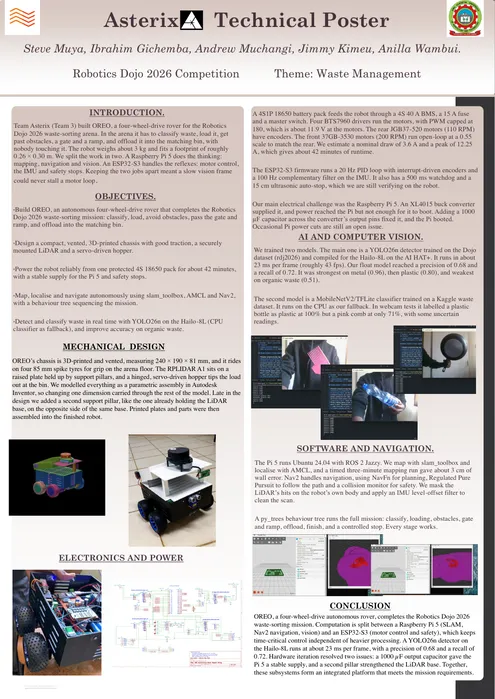 Asterix Technical Poster
Steve Muya, Ibrahim Gichemba, Andrew Muchangi, Jimmy Kimeu, Anilla Wambui.
Robotics Dojo 2026 Competition Theme: Waste Management
INTRODUCTION.
Team Asterix (Team 3) built OREO, a four-wheel-drive rover for the Robotics
Dojo 2026 waste-sorting arena. In the arena it has to classify waste, load it, get
past obstacles, a gate and a ramp, and offload it into the matching bin, with
nobody touching it. The robot weighs about 3 kg and fits a footprint of roughly
0.26 × 0.30 m. We split the work in two. A Raspberry Pi 5 does the thinking:
mapping, navigation and vision. An ESP32-S3 handles the reflexes: motor control,
the IMU and safety stops. Keeping the two jobs apart meant a slow vision frame
could never stall a motor loop.
OBJECTIVES.
-Build OREO, an autonomous four-wheel-drive rover that completes the Robotics
Dojo 2026 waste-sorting mission: classify, load, avoid obstacles, pass the gate and
ramp, and offload into the matching bin.
-Design a compact, vented, 3D-printed chassis with good traction, a securely
mounted LiDAR and a servo-driven hopper.
-Power the robot reliably from one protected 4S 18650 pack for about 42 minutes,
with a stable supply for the Pi 5 and safety stops.
-Map, localise and navigate autonomously using slam_toolbox, AMCL and Nav2,
with a behaviour tree sequencing the mission.
-Detect and classify waste in real time with YOLO26n on the Hailo-8L (CPU
classifier as fallback), and improve accuracy on organic waste.
MECHANICAL DESIGN
OREO's chassis is 3D-printed and vented, measuring 240 × 190 × 81 mm, and it rides
on four 85 mm spike tyres for grip on the arena floor. The RPLIDAR A1 sits on a
raised plate held up by support pillars, and a hinged, servo-driven hopper tips the load
out at the bin. We modelled everything as a parametric assembly in Autodesk
Inventor, so changing one dimension carried through the rest of the model. Late in the
design we added a second support pillar, like the one already holding the LiDAR
base, on the opposite side of the same base. Printed plates and parts were then
assembled into the finished robot.
ELECTRONICS AND POWER
A 4S1P 18650 battery pack feeds the robot through a 4S 40 A BMS, a 15 A fuse
and a master switch. Four BTS7960 drivers run the motors, with PWM capped at
180, which is about 11.9 V at the motors. The rear JGB37-520 motors (110 RPM)
have encoders. The front 37GB-3530 motors (200 RPM) run open-loop at a 0.55
scale to match the rear. We estimate a nominal draw of 3.6 A and a peak of 12.25
A, which gives about 42 minutes of runtime.
The ESP32-S3 firmware runs a 20 Hz PID loop with interrupt-driven encoders and
a 100 Hz complementary filter on the IMU. It also has a 500 ms watchdog and a
15 cm ultrasonic auto-stop, which we are still verifying on the robot.
Our main electrical challenge was the Raspberry Pi 5. An XL4015 buck converter
supplied it, and power reached the Pi but not enough for it to boot. Adding a 1000
µF capacitor across the converter's output pins fixed it, and the Pi booted.
Occasional Pi power cuts are still an open issue.
AI AND COMPUTER VISION.
We trained two models. The main one is a YOLO26n detector trained on the Dojo
dataset (rdj2026) and compiled for the Hailo-8L on the AI HAT+. It runs in about
23 ms per frame (roughly 43 fps). Our float model reached a precision of 0.68 and
a recall of 0.72. It was strongest on metal (0.96), then plastic (0.80), and weakest
on organic waste (0.51).
The second model is a MobileNetV2/TFLite classifier trained on a Kaggle waste
dataset. It runs on the CPU as our fallback. In webcam tests it labelled a plastic
bottle as plastic at 100% but a pink comb at only 71%, with some uncertain
readings.
SOFTWARE AND NAVIGATION.
The Pi 5 runs Ubuntu 24.04 with ROS 2 Jazzy. We map with slam_toolbox and
localise with AMCL, and a timed three-minute mapping run gave about 3 cm of
wall error. Nav2 handles navigation, using NavFn for planning, Regulated Pure
Pursuit to follow the path and a collision monitor for safety. We mask the
LiDAR's hits on the robot's own body and apply an IMU level-offset filter to
clean the scan.
A py_trees behaviour tree runs the full mission: classify, loading, obstacles, gate
and ramp, offload, finish, and a controlled stop. Every stage works.
CONCLUSION
OREO, a four-wheel-drive autonomous rover, completes the Robotics Dojo 2026
waste-sorting mission. Computation is split between a Raspberry Pi 5 (SLAM,
Nav2 navigation, vision) and an ESP32-S3 (motor control and safety), which keeps
time-critical control independent of heavier processing. A YOLO26n detector on
the Hailo-8L runs at about 23 ms per frame, with a precision of 0.68 and a recall of
0.72. Hardware iteration resolved two issues: a 1000 µF output capacitor gave the
Pi 5 a stable supply, and a second pillar strengthened the LiDAR base. Together,
these subsystems form an integrated platform that meets the mission requirements.